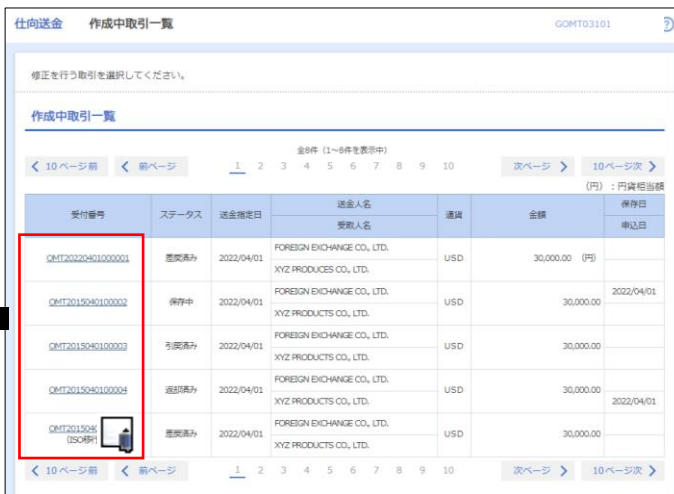 仕向送金 作成中取引一覧 GOMT03101
修正を行う取引を選択してください。
作成中取引一覧
全8件（1～8件を表示中）
10ページ前 前ページ 1 2 3 4 5 6 7 8 9 10 次ページ 10ページ次
(円) ：円貨相当額
受付番号 ステータス 送金指定日 送金人名 通貨 金額 保存日
受取人名 申込日
OMT20220401000001 差戻済み 2022/04/01 FOREIGN EXCHANGE CO., LTD. USD 30,000.00 (円)
XYZ PRODUCES CO., LTD.
OMT2015040100002 保存中 2022/04/01 FOREIGN EXCHANGE CO., LTD. USD 30,000.00 2022/04/01
XYZ PRODUCTS CO., LTD.
OMT2015040100003 引戻済み 2022/04/01 FOREIGN EXCHANGE CO., LTD. USD 30,000.00
XYZ PRODUCTS CO., LTD.
OMT2015040100004 返却済み 2022/04/01 FOREIGN EXCHANGE CO., LTD. USD 30,000.00
XYZ PRODUCTS CO., LTD. 2022/04/01
OMT201504 差戻済み 2022/04/01 FOREIGN EXCHANGE CO., LTD. USD 30,000.00
(ISO移行 XYZ PRODUCTS CO., LTD.
10ページ前 前ページ 1 2 3 4 5 6 7 8 9 10 次ページ 10ページ次